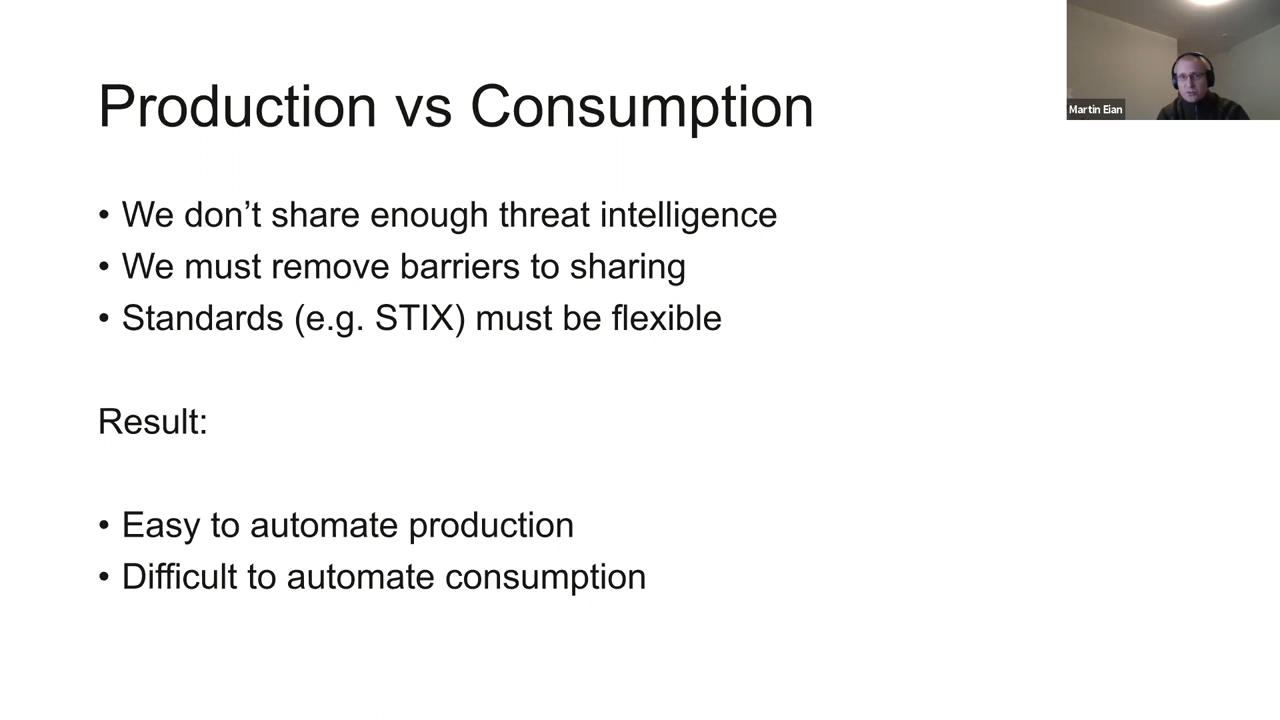 Production vs Consumption
Martin Eian
• We don’t share enough threat intelligence
• We must remove barriers to sharing
• Standards (e.g. STIX) must be flexible
Result:
• Easy to automate production
• Difficult to automate consumption